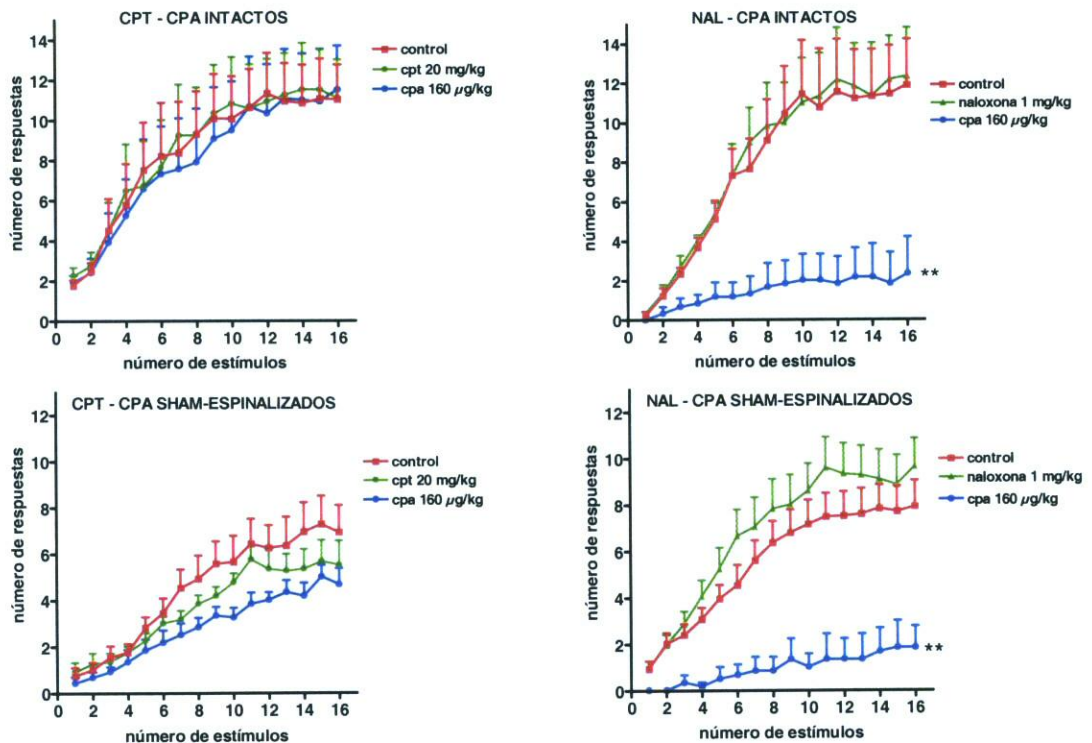 CPT - CPA INTACTOS
14
12
10
8
6
4
2
0
número de respuestas
0 2 4 6 8 10 12 14 16
número de estímulos
control
cpt 20 mg/kg
cpa 160 µg/kg
NAL - CPA INTACTOS
14
12
10
8
6
4
2
0
número de respuestas
0 2 4 6 8 10 12 14 16
número de estímulos
control
naloxona 1 mg/kg
cpa 160 µg/kg
**
CPT - CPA SHAM-ESPINALIZADOS
12
10
8
6
4
2
0
número de respuestas
0 2 4 6 8 10 12 14 16
número de estímulos
control
cpt 20 mg/kg
cpa 160 µg/kg
NAL - CPA SHAM-ESPINALIZADOS
12
10
8
6
4
2
0
número de respuestas
0 2 4 6 8 10 12 14 16
número de estímulos
control
naloxona 1 mg/kg
cpa 160 µg/kg
**